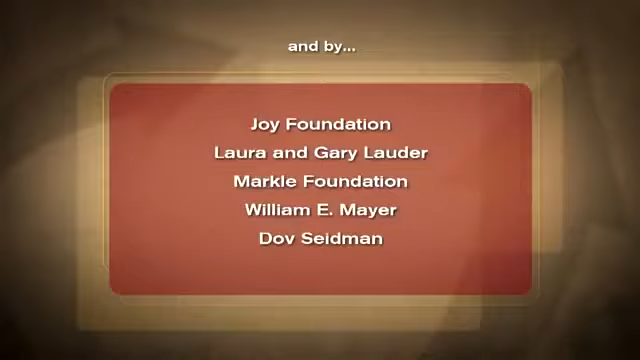 and by...
Joy Foundation
Laura and Gary Lauder
Markle Foundation
William E. Mayer
Dov Seidman